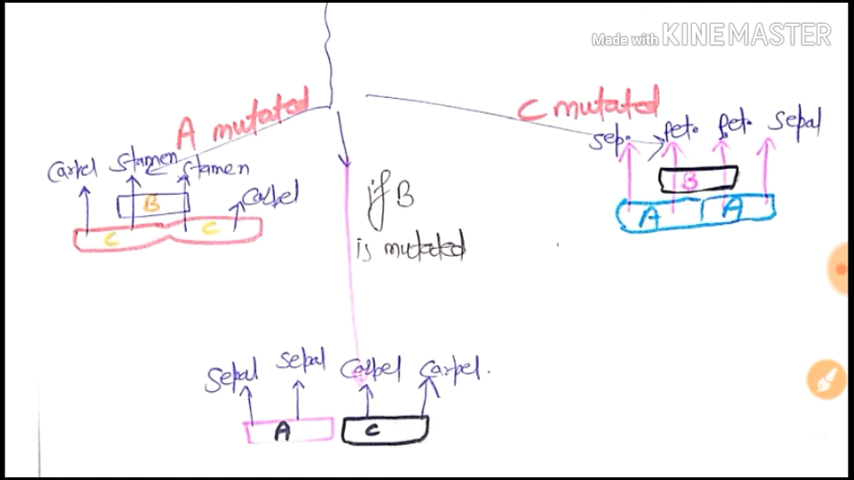 Made with KINEMASTER
A mutated
C mutated
Carpel stamen stamen Carpel
B
C C
if B
is mutated
sep. Pet. Pet. Sepal
B
A A
Sepal sepal Carpel Carpel.
A C